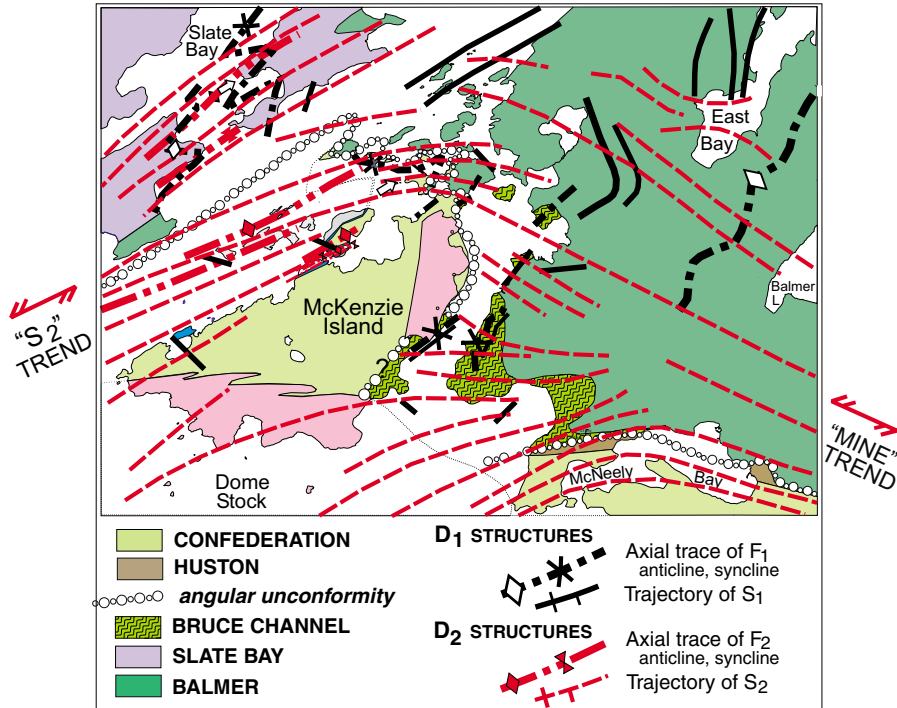 Slate
Bay
East
Bay
Balmer
L.
McKenzie
Island
"S2"
TREND
"MINE"
TREND
?
McNeely
Bay
Dome
Stock
CONFEDERATION
HUSTON
angular unconformity
BRUCE CHANNEL
SLATE BAY
BALMER
D1 STRUCTURES
Axial trace of F1
anticline, syncline
Trajectory of S1
D2 STRUCTURES
Axial trace of F2
anticline, syncline
Trajectory of S2